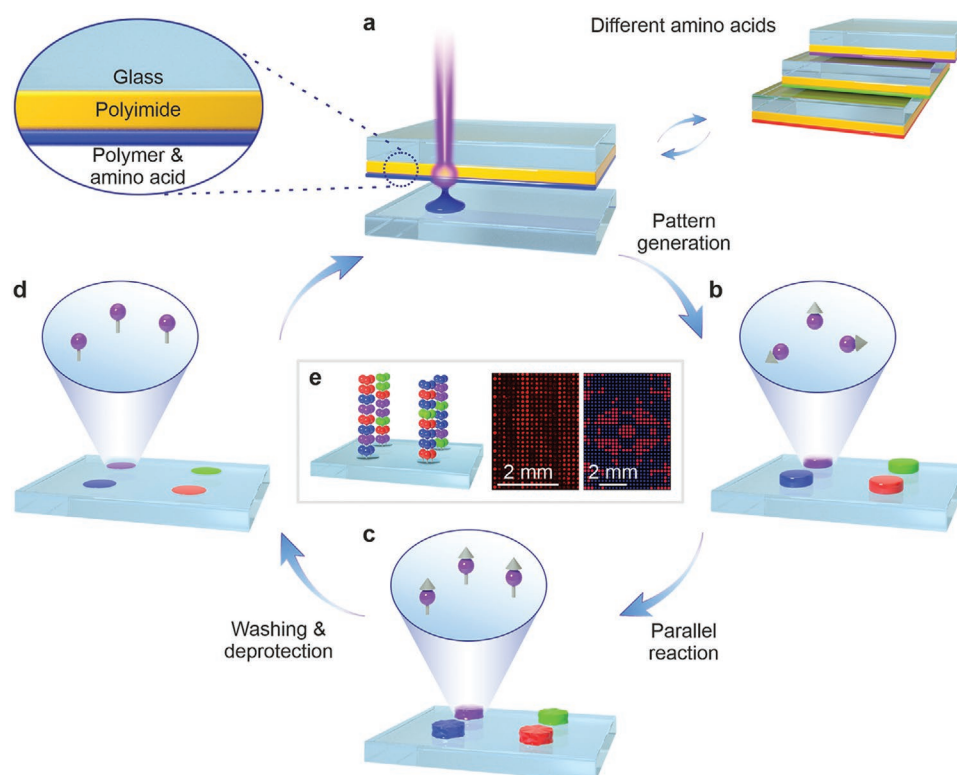 a
Different amino acids
Glass
Polyimide
Polymer &
amino acid
Pattern
generation
d
b
e
2 mm
2 mm
c
Washing &
deprotection
Parallel
reaction